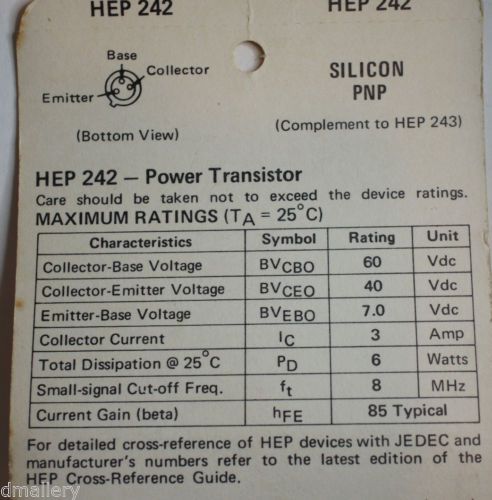 HEP 242
HEP 242
Base
Collector
Emitter
(Bottom View)
SILICON
PNP
(Complement to HEP 243)
HEP 242 — Power Transistor
Care should be taken not to exceed the device ratings.
MAXIMUM RATINGS (TA = 25°C)
Characteristics Symbol Rating Unit
Collector-Base Voltage BVCBO 60 Vdc
Collector-Emitter Voltage BVCEO 40 Vdc
Emitter-Base Voltage BVEBO 7.0 Vdc
Collector Current IC 3 Amp
Total Dissipation @ 25°C PD 6 Watts
Small-signal Cut-off Freq. ft 8 MHz
Current Gain (beta) hFE 85 Typical
For detailed cross-reference of HEP devices with JEDEC and
manufacturer's numbers refer to the latest edition of the
HEP Cross-Reference Guide.
dmallery
dmallery